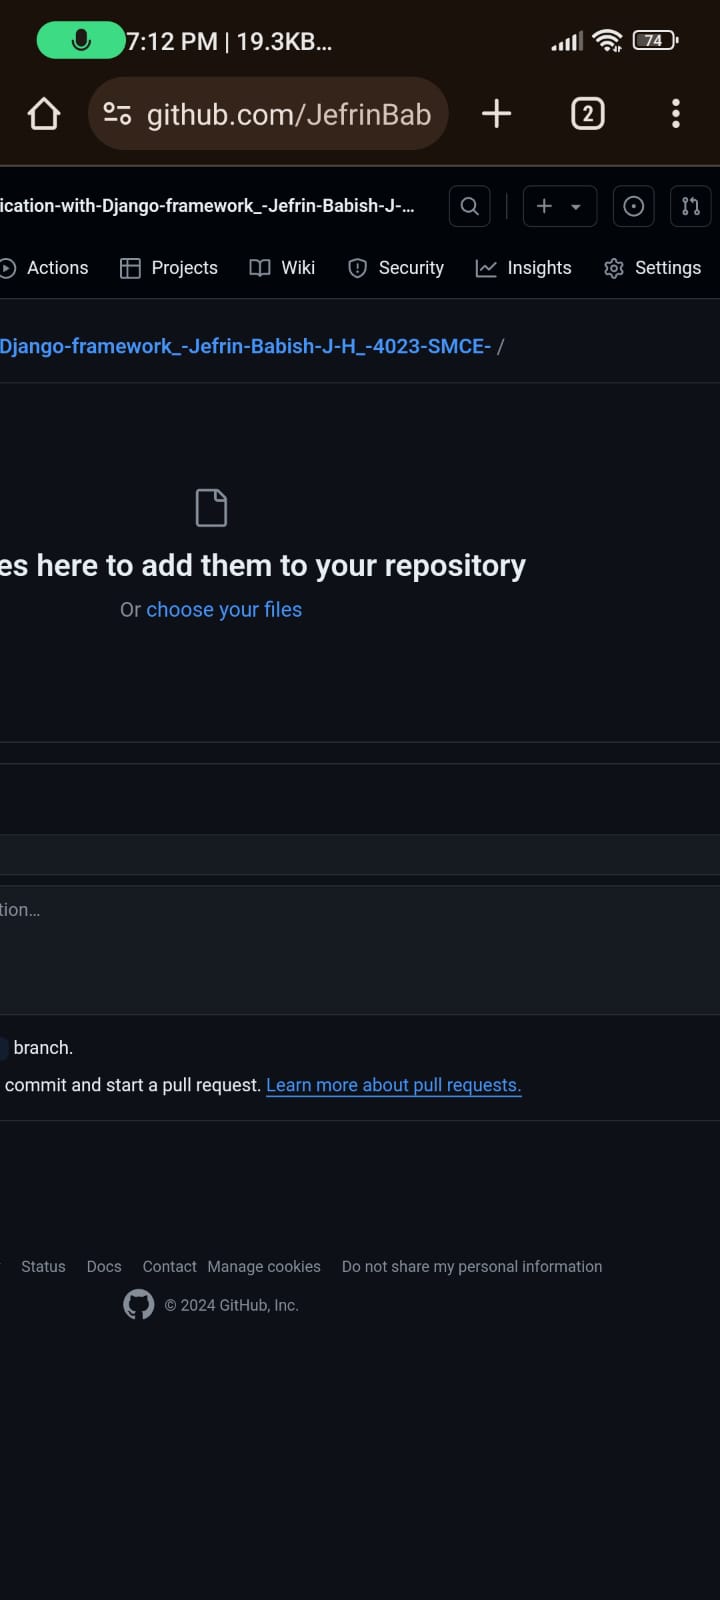 7:12 PM | 19.3KB...
74
github.com/JefrinBab
2
ication-with-Django-framework_-Jefrin-Babish-J-...
Actions Projects Wiki Security Insights Settings
Django-framework_-Jefrin-Babish-J-H_-4023-SMCE- /
es here to add them to your repository
Or choose your files
tion...
branch.
commit and start a pull request. Learn more about pull requests.
Status Docs Contact Manage cookies Do not share my personal information
© 2024 GitHub, Inc.